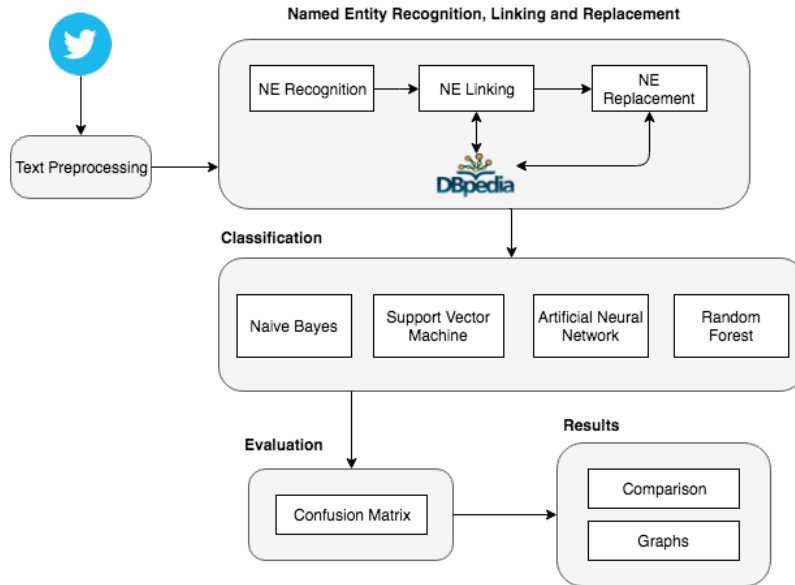 Named Entity Recognition, Linking and Replacement
NE Recognition
NE Linking
NE
Replacement
Text Preprocessing
DBpedia
Classification
Naive Bayes
Support Vector
Machine
Artificial Neural
Network
Random
Forest
Evaluation
Confusion Matrix
Results
Comparison
Graphs